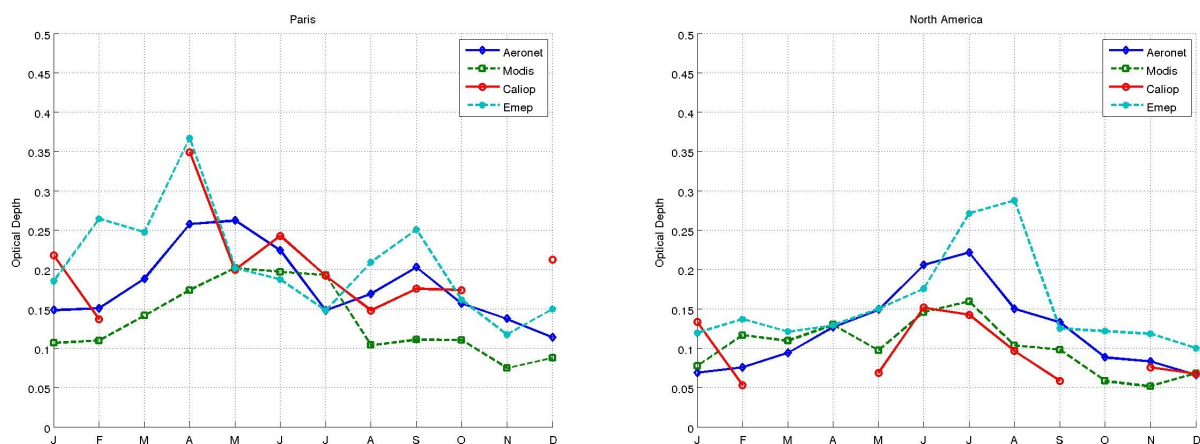 Paris
0.5
0.45
0.4
0.35
0.3
0.25
0.2
0.15
0.1
0.05
0
Optical Depth
J F M A M J J A S O N D
Aeronet
Modis
Caliop
Emep
North America
0.5
0.45
0.4
0.35
0.3
0.25
0.2
0.15
0.1
0.05
0
Optical Depth
J F M A M J J A S O N D
Aeronet
Modis
Caliop
Emep